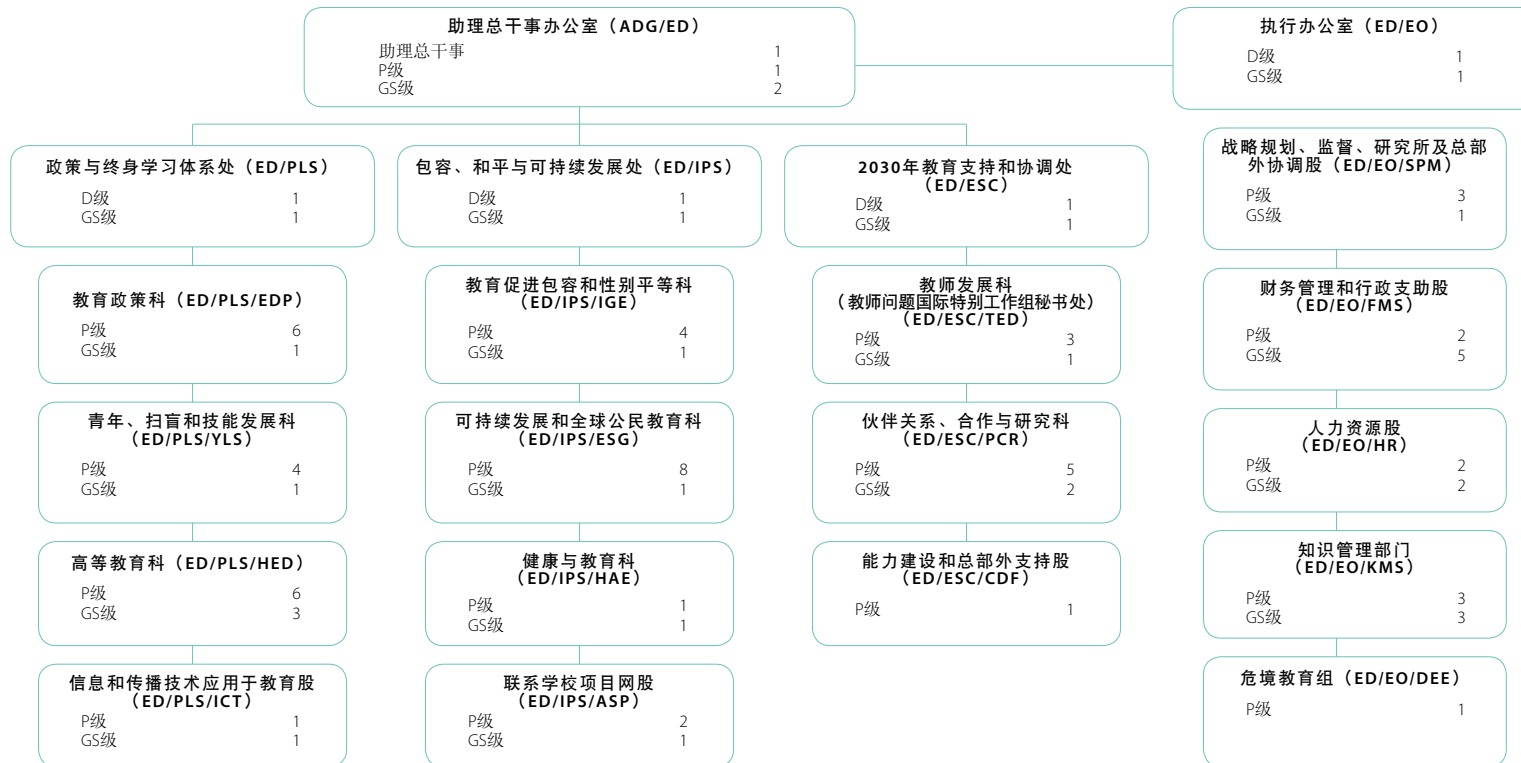 助理总干事办公室（ADG/ED）
助理总干事 1
P级 1
GS级 2
执行办公室（ED/EO）
D级 1
GS级 1
政策与终身学习体系处（ED/PLS）
D级 1
GS级 1
包容、和平与可持续发展处（ED/IPS）
D级 1
GS级 1
2030年教育支持和协调处
（ED/ESC）
D级 1
GS级 1
战略规划、监督、研究所及总部
外协调股（ED/EO/SPM）
P级 3
GS级 1
教育政策科（ED/PLS/EDP）
P级 6
GS级 1
教育促进包容和性别平等科
（ED/IPS/IGE）
P级 4
GS级 1
教师发展科
（教师问题国际特别工作组秘书处）
（ED/ESC/TED）
P级 3
GS级 1
财务管理和行政支助股
（ED/EO/FMS）
P级 2
GS级 5
青年、扫盲和技能发展科
（ED/PLS/YLS）
P级 4
GS级 1
可持续发展和全球公民教育科
（ED/IPS/ESG）
P级 8
GS级 1
伙伴关系、合作与研究科
（ED/ESC/PCR）
P级 5
GS级 2
人力资源股
（ED/EO/HR）
P级 2
GS级 2
高等教育科（ED/PLS/HED）
P级 6
GS级 3
健康与教育科
（ED/IPS/HAE）
P级 1
GS级 1
能力建设和总部外支持股
（ED/ESC/CDF）
P级 1
知识管理部门
（ED/EO/KMS）
P级 3
GS级 3
信息和传播技术应用于教育股
（ED/PLS/ICT）
P级 1
GS级 1
联系学校项目网股
（ED/IPS/ASP）
P级 2
GS级 1
危境教育组（ED/EO/DEE）
P级 1